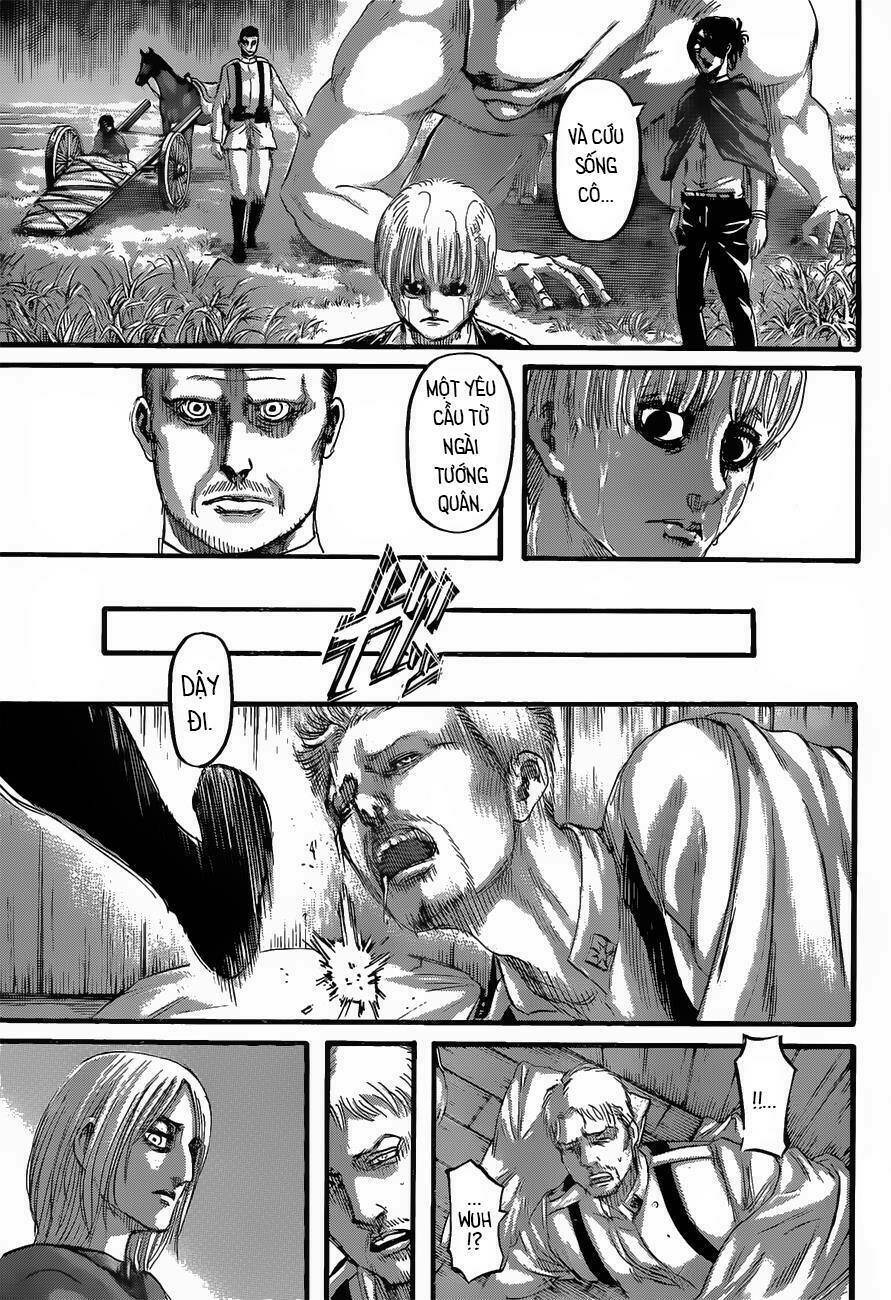 VÀ CỨU
SỐNG
CÔ...
MỘT YÊU
CẦU TỪ
NGÀI
TƯỚNG
QUÂN.
DẬY
ĐI.
!!...
...
WUH
!?